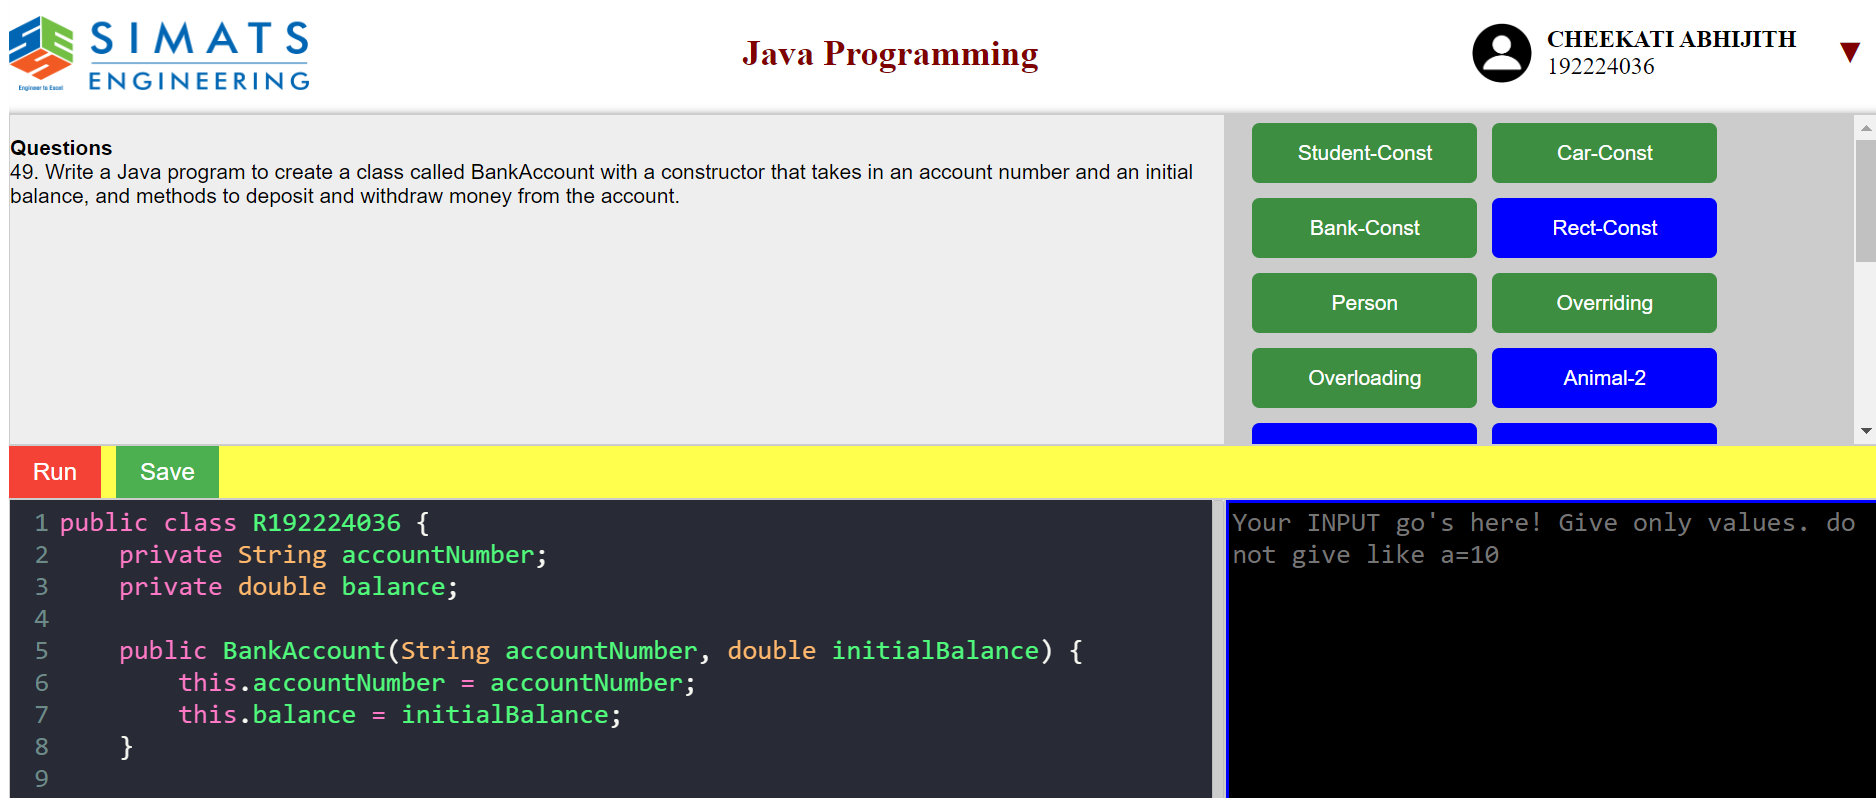 SIMATS
ENGINEERING
Engineer to Excel
Java Programming
CHEEKATI ABHIJITH
192224036
▼
Questions
49. Write a Java program to create a class called BankAccount with a constructor that takes in an account number and an initial
balance, and methods to deposit and withdraw money from the account.
Student-Const
Car-Const
Bank-Const
Rect-Const
Person
Overriding
Overloading
Animal-2
Run
Save
1 public class R192224036 {
2     private String accountNumber;
3     private double balance;
4
5     public BankAccount(String accountNumber, double initialBalance) {
6         this.accountNumber = accountNumber;
7         this.balance = initialBalance;
8     }
9
Your INPUT go's here! Give only values. do
not give like a=10